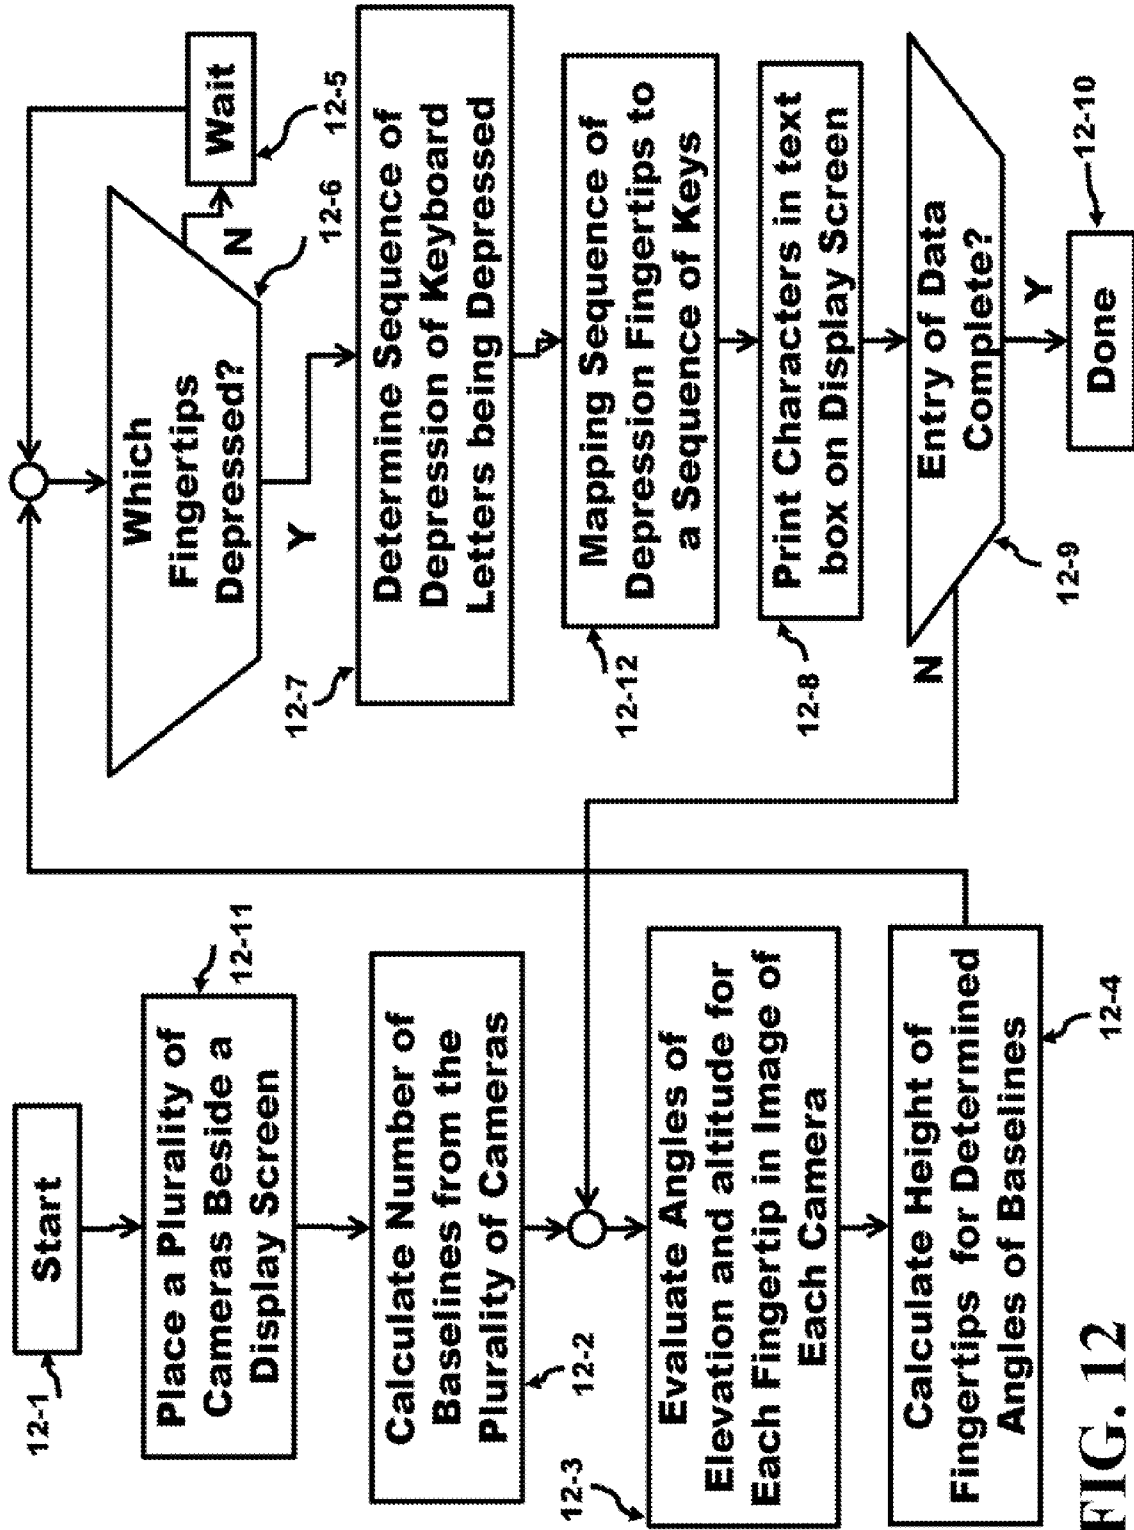 12-1
Start
Place a Plurality of
Cameras Beside a
Display Screen
12-11
Calculate Number of
Baselines from the
Plurality of Cameras
12-2
12-3
Evaluate Angles of
Elevation and altitude for
Each Fingertip in Image of
Each Camera
Calculate Height of
Fingertips for Determined
Angles of Baselines
12-4
Which
Fingertips
Depressed?
N
Wait
12-5
12-6
Y
12-7
Determine Sequence of
Depression of Keyboard
Letters being Depressed
Mapping Sequence of
Depression Fingertips to
a Sequence of Keys
12-12
Print Characters in text
box on Display Screen
12-8
Entry of Data
Complete?
N
12-9
Y
Done
12-10
FIG. 12